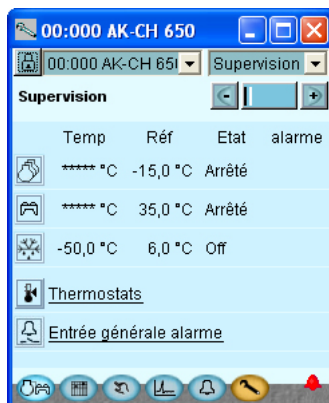 00:000 AK-CH 650
00:000 AK-CH 65 Supervision
Supervision
Temp Réf Etat alarme
***** °C -15,0 °C Arrêté
***** °C 35,0 °C Arrêté
-50,0 °C 6,0 °C Off
Thermostats
Entrée générale alarme